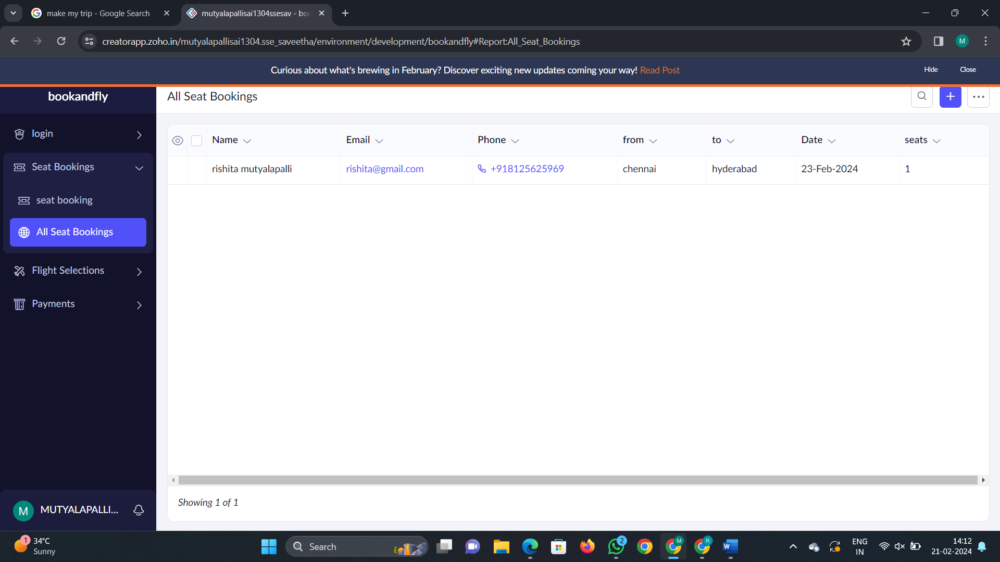 make my trip - Google Search
mutyalapallisai1304ssesav - boo
creatorapp.zoho.in/mutyalapallisai1304.sse_saveetha/environment/development/bookandfly#Report:All_Seat_Bookings
M
Curious about what's brewing in February? Discover exciting new updates coming your way! Read Post
Hide
Close
bookandfly
All Seat Bookings
login
Seat Bookings
seat booking
All Seat Bookings
Flight Selections
Payments
Name Email Phone from to Date seats
rishita mutyalapalli rishita@gmail.com +918125625969 chennai hyderabad 23-Feb-2024 1
Showing 1 of 1
M MUTYALAPALLI...
1
34°C
Sunny
Search
2
M
R
W
ENG
IN
14:12
21-02-2024